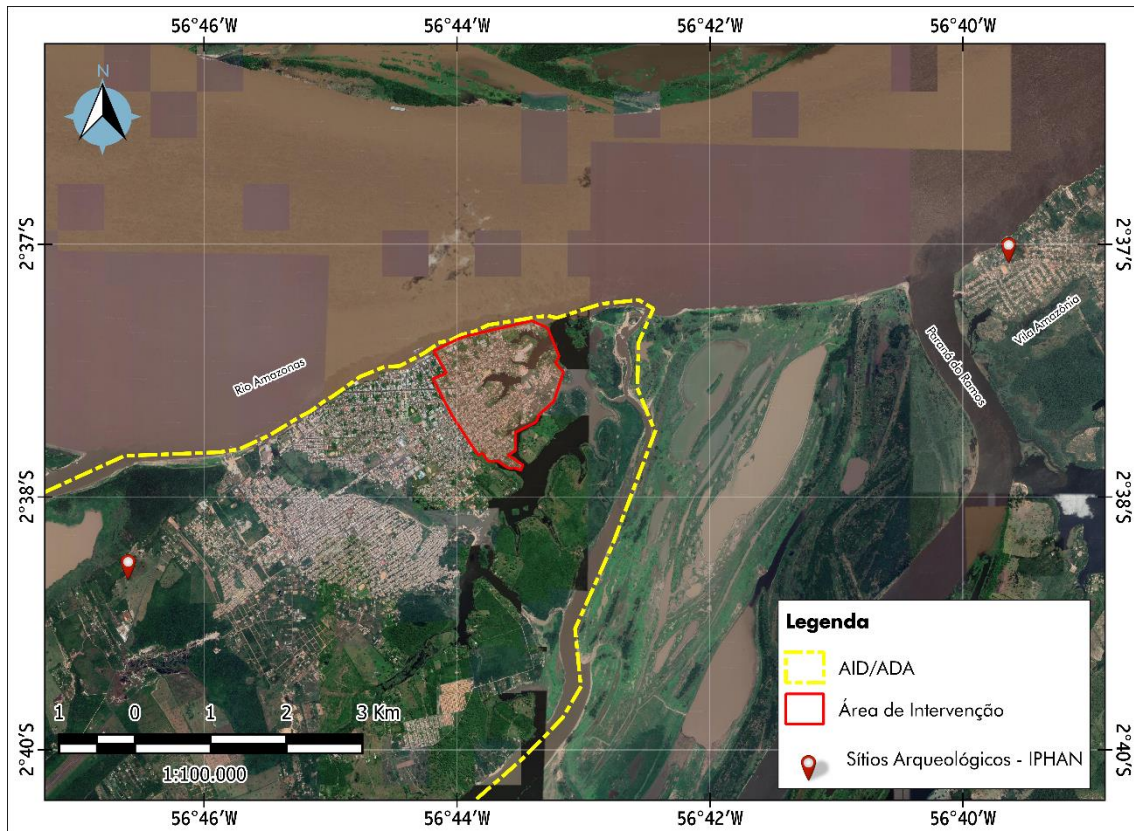 56°46'W 56°44'W 56°42'W 56°40'W
N
2°37'S 2°37'S
Rio Amazonas
Paraná do Ramos
Vila Amazônia
2°38'S 2°38'S
Legenda
AID/ADA
Área de Intervenção
Sítios Arqueológicos - IPHAN
1 0 1 2 3 Km
1:100.000
2°40'S 2°40'S
56°46'W 56°44'W 56°42'W 56°40'W